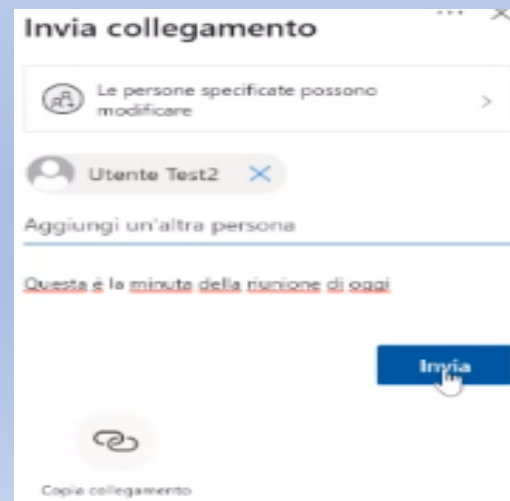 Invia collegamento
Le persone specificate possono
modificare
Utente Test2
Aggiungi un'altra persona
Questa è la minuta della riunione di oggi
Invia
Copia collegamento